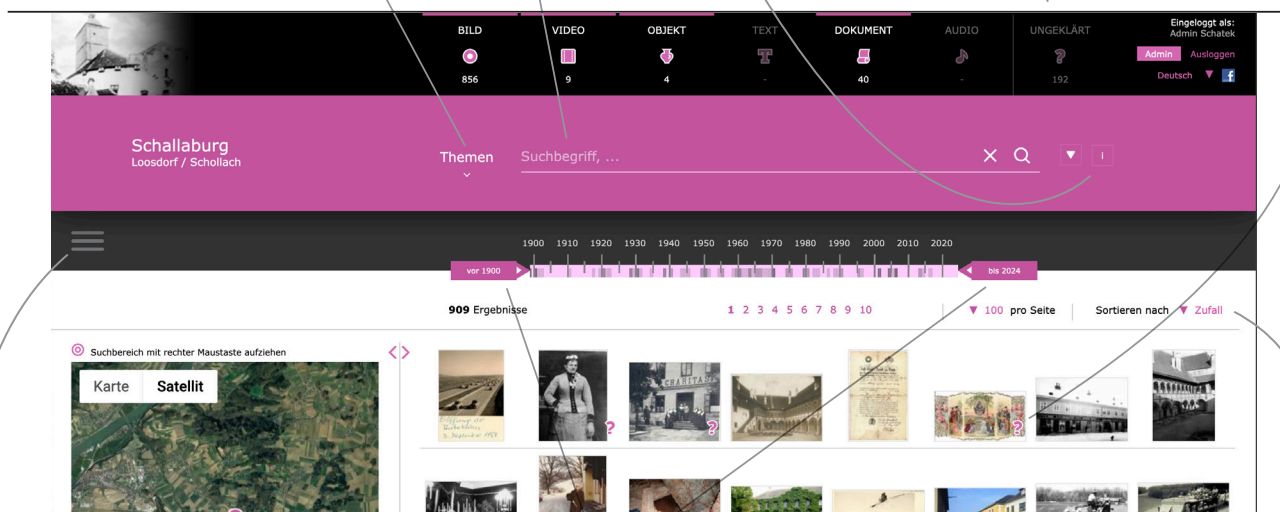 BILD
856
VIDEO
9
OBJEKT
4
TEXT
-
DOKUMENT
40
AUDIO
-
UNGEKLÄRT
192
Eingeloggt als:
Admin Schatek
Admin Ausloggen
Deutsch
Schallaburg
Loosdorf / Schollach
Themen
Suchbegriff, ...
i
1900 1910 1920 1930 1940 1950 1960 1970 1980 1990 2000 2010 2020
vor 1900
bis 2024
909 Ergebnisse
1 2 3 4 5 6 7 8 9 10
100 pro Seite
Sortieren nach Zufall
Suchbereich mit rechter Maustaste aufziehen
Karte Satellit
CHARITAS